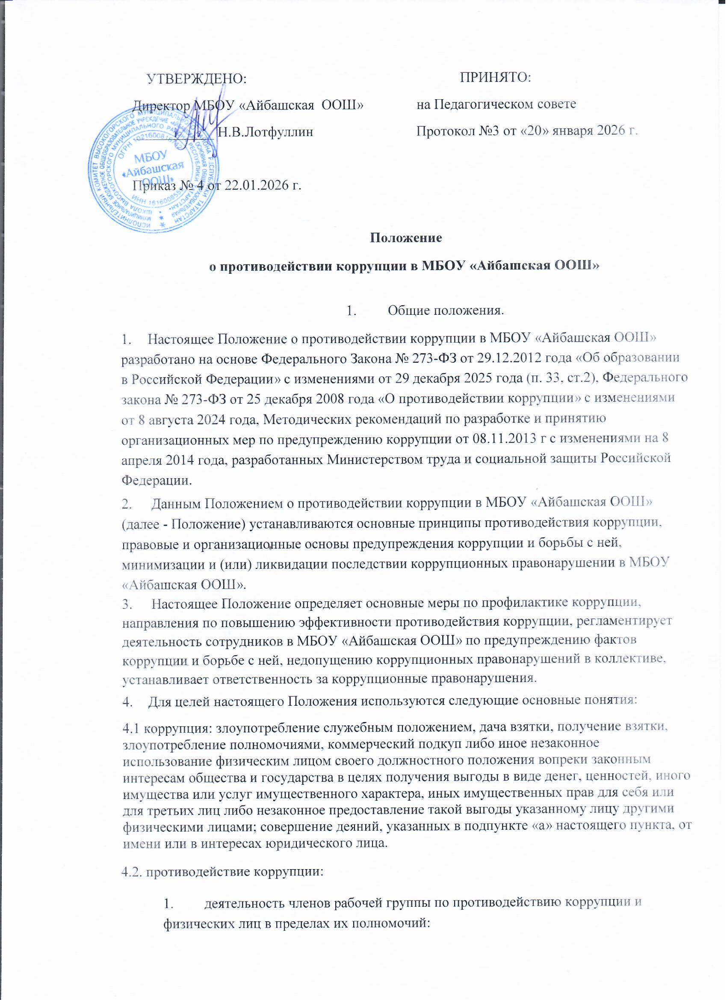 УТВЕРЖДЕНО:
ПРИНЯТО:
Директор МБОУ «Айбашская ООШ»
на Педагогическом совете
____________ Н.В.Лотфуллин
Протокол №3 от «20» января 2026 г.
МБОУ
«Айбашская
ООШ»
Приказ № 4 от 22.01.2026 г.
Положение
о противодействии коррупции в МБОУ «Айбашская ООШ»
1. Общие положения.
1. Настоящее Положение о противодействии коррупции в МБОУ «Айбашская ООШ»
разработано на основе Федерального Закона № 273-ФЗ от 29.12.2012 года «Об образовании
в Российской Федерации» с изменениями от 29 декабря 2025 года (п. 33, ст.2), Федерального
закона № 273-ФЗ от 25 декабря 2008 года «О противодействии коррупции» с изменениями
от 8 августа 2024 года, Методических рекомендаций по разработке и принятию
организационных мер по предупреждению коррупции от 08.11.2013 г с изменениями на 8
апреля 2014 года, разработанных Министерством труда и социальной защиты Российской
Федерации.
2. Данным Положением о противодействии коррупции в МБОУ «Айбашская ООШ»
(далее - Положение) устанавливаются основные принципы противодействия коррупции,
правовые и организационные основы предупреждения коррупции и борьбы с ней,
минимизации и (или) ликвидации последствии коррупционных правонарушении в МБОУ
«Айбашская ООШ».
3. Настоящее Положение определяет основные меры по профилактике коррупции,
направления по повышению эффективности противодействия коррупции, регламентирует
деятельность сотрудников в МБОУ «Айбашская ООШ» по предупреждению фактов
коррупции и борьбе с ней, недопущению коррупционных правонарушений в коллективе,
устанавливает ответственность за коррупционные правонарушения.
4. Для целей настоящего Положения используются следующие основные понятия:
4.1 коррупция: злоупотребление служебным положением, дача взятки, получение взятки,
злоупотребление полномочиями, коммерческий подкуп либо иное незаконное
использование физическим лицом своего должностного положения вопреки законным
интересам общества и государства в целях получения выгоды в виде денег, ценностей, иного
имущества или услуг имущественного характера, иных имущественных прав для себя или
для третьих лиц либо незаконное предоставление такой выгоды указанному лицу другими
физическими лицами; совершение деяний, указанных в подпункте «а» настоящего пункта, от
имени или в интересах юридического лица.
4.2. противодействие коррупции:
1. деятельность членов рабочей группы по противодействию коррупции и
физических лиц в пределах их полномочий: